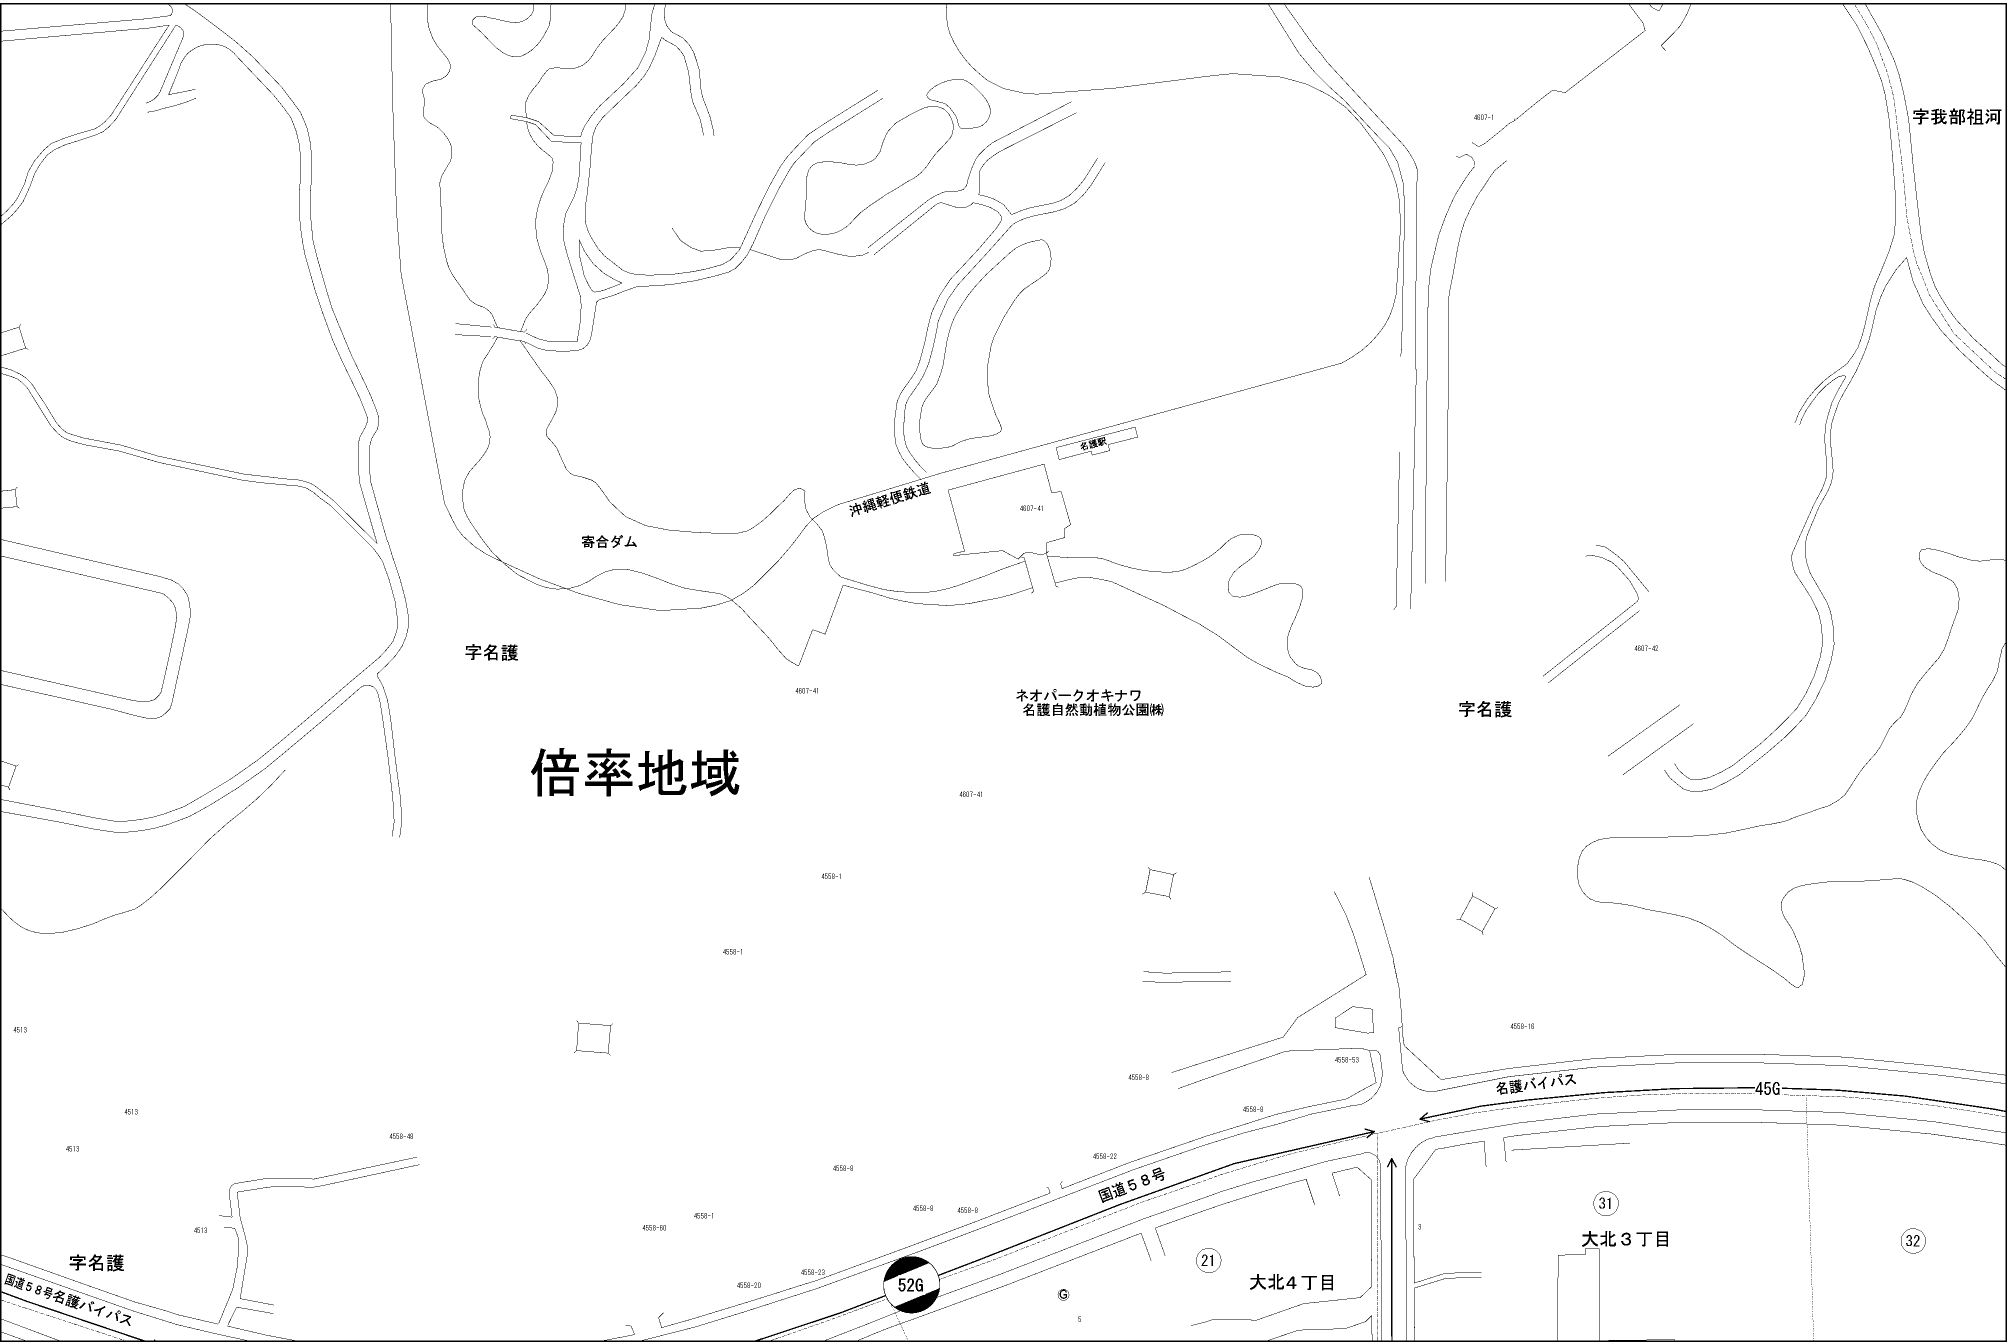 字我部祖河
4607-1
名護駅
沖縄軽便鉄道
4607-41
寄合ダム
字名護
4607-42
4607-41
ネオパークオキナワ
名護自然動植物公園㈱
字名護
倍率地域
4607-41
4558-1
4558-1
4513
4558-16
4558-53
4558-8
名護バイパス
45G
4558-8
4513
4558-48
4513
4558-22
4558-8
国道58号
31
4558-8
4558-8
4558-1
4558-60
4513
3
大北3丁目
32
字名護
21
国道58号名護バイパス
4558-23
4558-20
52G
大北4丁目
G
5